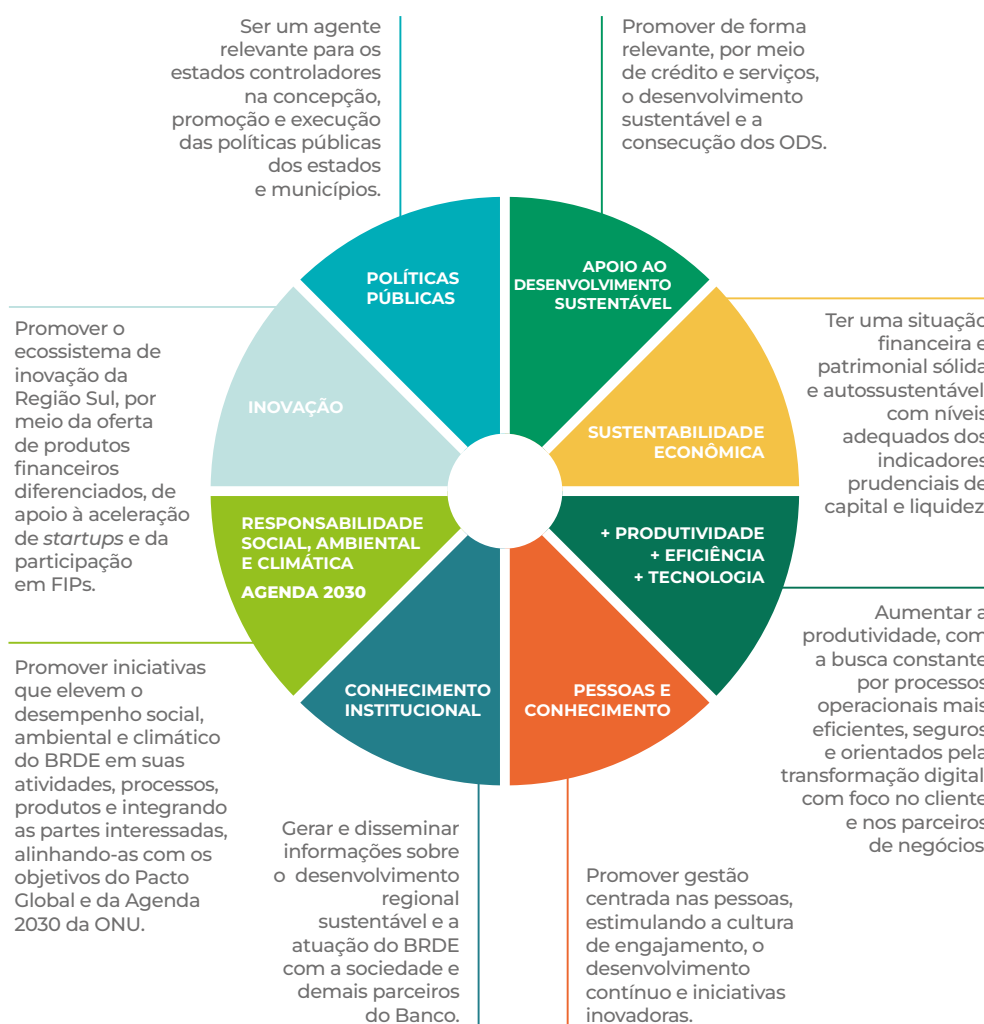 Ser um agente
relevante para os
estados controladores
na concepção,
promoção e execução
das políticas públicas
dos estados
e municípios.
Promover de forma
relevante, por meio
de crédito e serviços,
o desenvolvimento
sustentável e a
consecução dos ODS.
POLÍTICAS
PÚBLICAS
APOIO AO
DESENVOLVIMENTO
SUSTENTÁVEL
Promover o
ecossistema de
inovação da
Região Sul, por
meio da oferta
de produtos
financeiros
diferenciados, de
apoio à aceleração
de startups e da
participação
em FIPs.
INOVAÇÃO
SUSTENTABILIDADE
ECONÔMICA
Ter uma situação
financeira e
patrimonial sólida
e autossustentável
com níveis
adequados dos
indicadores
prudenciais de
capital e liquidez
RESPONSABILIDADE
SOCIAL, AMBIENTAL
E CLIMÁTICA
AGENDA 2030
+ PRODUTIVIDADE
+ EFICIÊNCIA
+ TECNOLOGIA
Promover iniciativas
que elevem o
desempenho social,
ambiental e climático
do BRDE em suas
atividades, processos,
produtos e integrando
as partes interessadas,
alinhando-as com os
objetivos do Pacto
Global e da Agenda
2030 da ONU.
CONHECIMENTO
INSTITUCIONAL
PESSOAS E
CONHECIMENTO
Aumentar a
produtividade, com
a busca constante
por processos
operacionais mais
eficientes, seguros
e orientados pela
transformação digital
com foco no cliente
e nos parceiros
de negócios
Gerar e disseminar
informações sobre
o desenvolvimento
regional
sustentável e a
atuação do BRDE
com a sociedade e
demais parceiros
do Banco.
Promover gestão
centrada nas pessoas,
estimulando a cultura
de engajamento, o
desenvolvimento
contínuo e iniciativas
inovadoras.